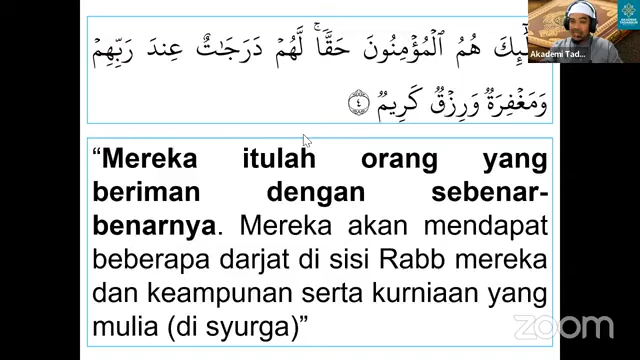 هُمُ ٱلۡمُؤۡمِنُونَ حَقّٗاۚ لَّهُمۡ دَرَجَٰتٌ عِندَ رَبِّهِمۡ
وَمَغۡفِرَةٞ وَرِزۡقٞ كَرِيمٞ ٤
Akademi Tad...
“Mereka itulah orang yang
beriman dengan sebenar-
benarnya. Mereka akan mendapat
beberapa darjat di sisi Rabb mereka
dan keampunan serta kurniaan yang
mulia (di syurga)”
zoom